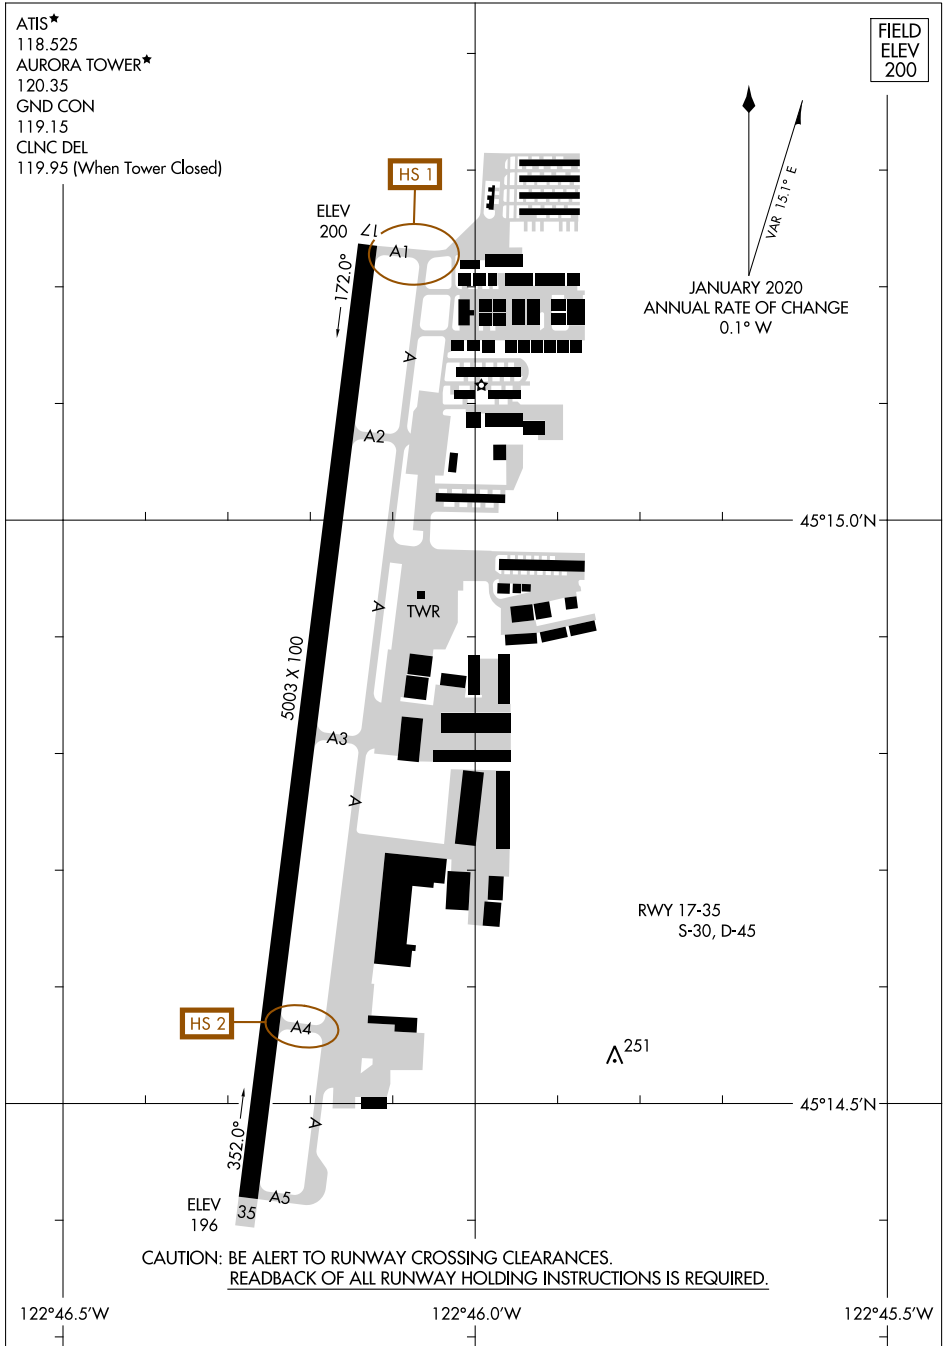 ATIS★
118.525
AURORA TOWER★
120.35
GND CON
119.15
CLNC DEL
119.95 (When Tower Closed)
FIELD
ELEV
200
HS 1
ELEV
200
17
A1
172.0°
VAR 15.1° E
JANUARY 2020
ANNUAL RATE OF CHANGE
0.1° W
A
A2
45°15.0'N
A
TWR
5003 X 100
A3
A
RWY 17-35
S-30, D-45
HS 2
A4
251
45°14.5'N
352.0°
A
A5
ELEV
196
35
CAUTION: BE ALERT TO RUNWAY CROSSING CLEARANCES.
READBACK OF ALL RUNWAY HOLDING INSTRUCTIONS IS REQUIRED.
122°46.5'W
122°46.0'W
122°45.5'W